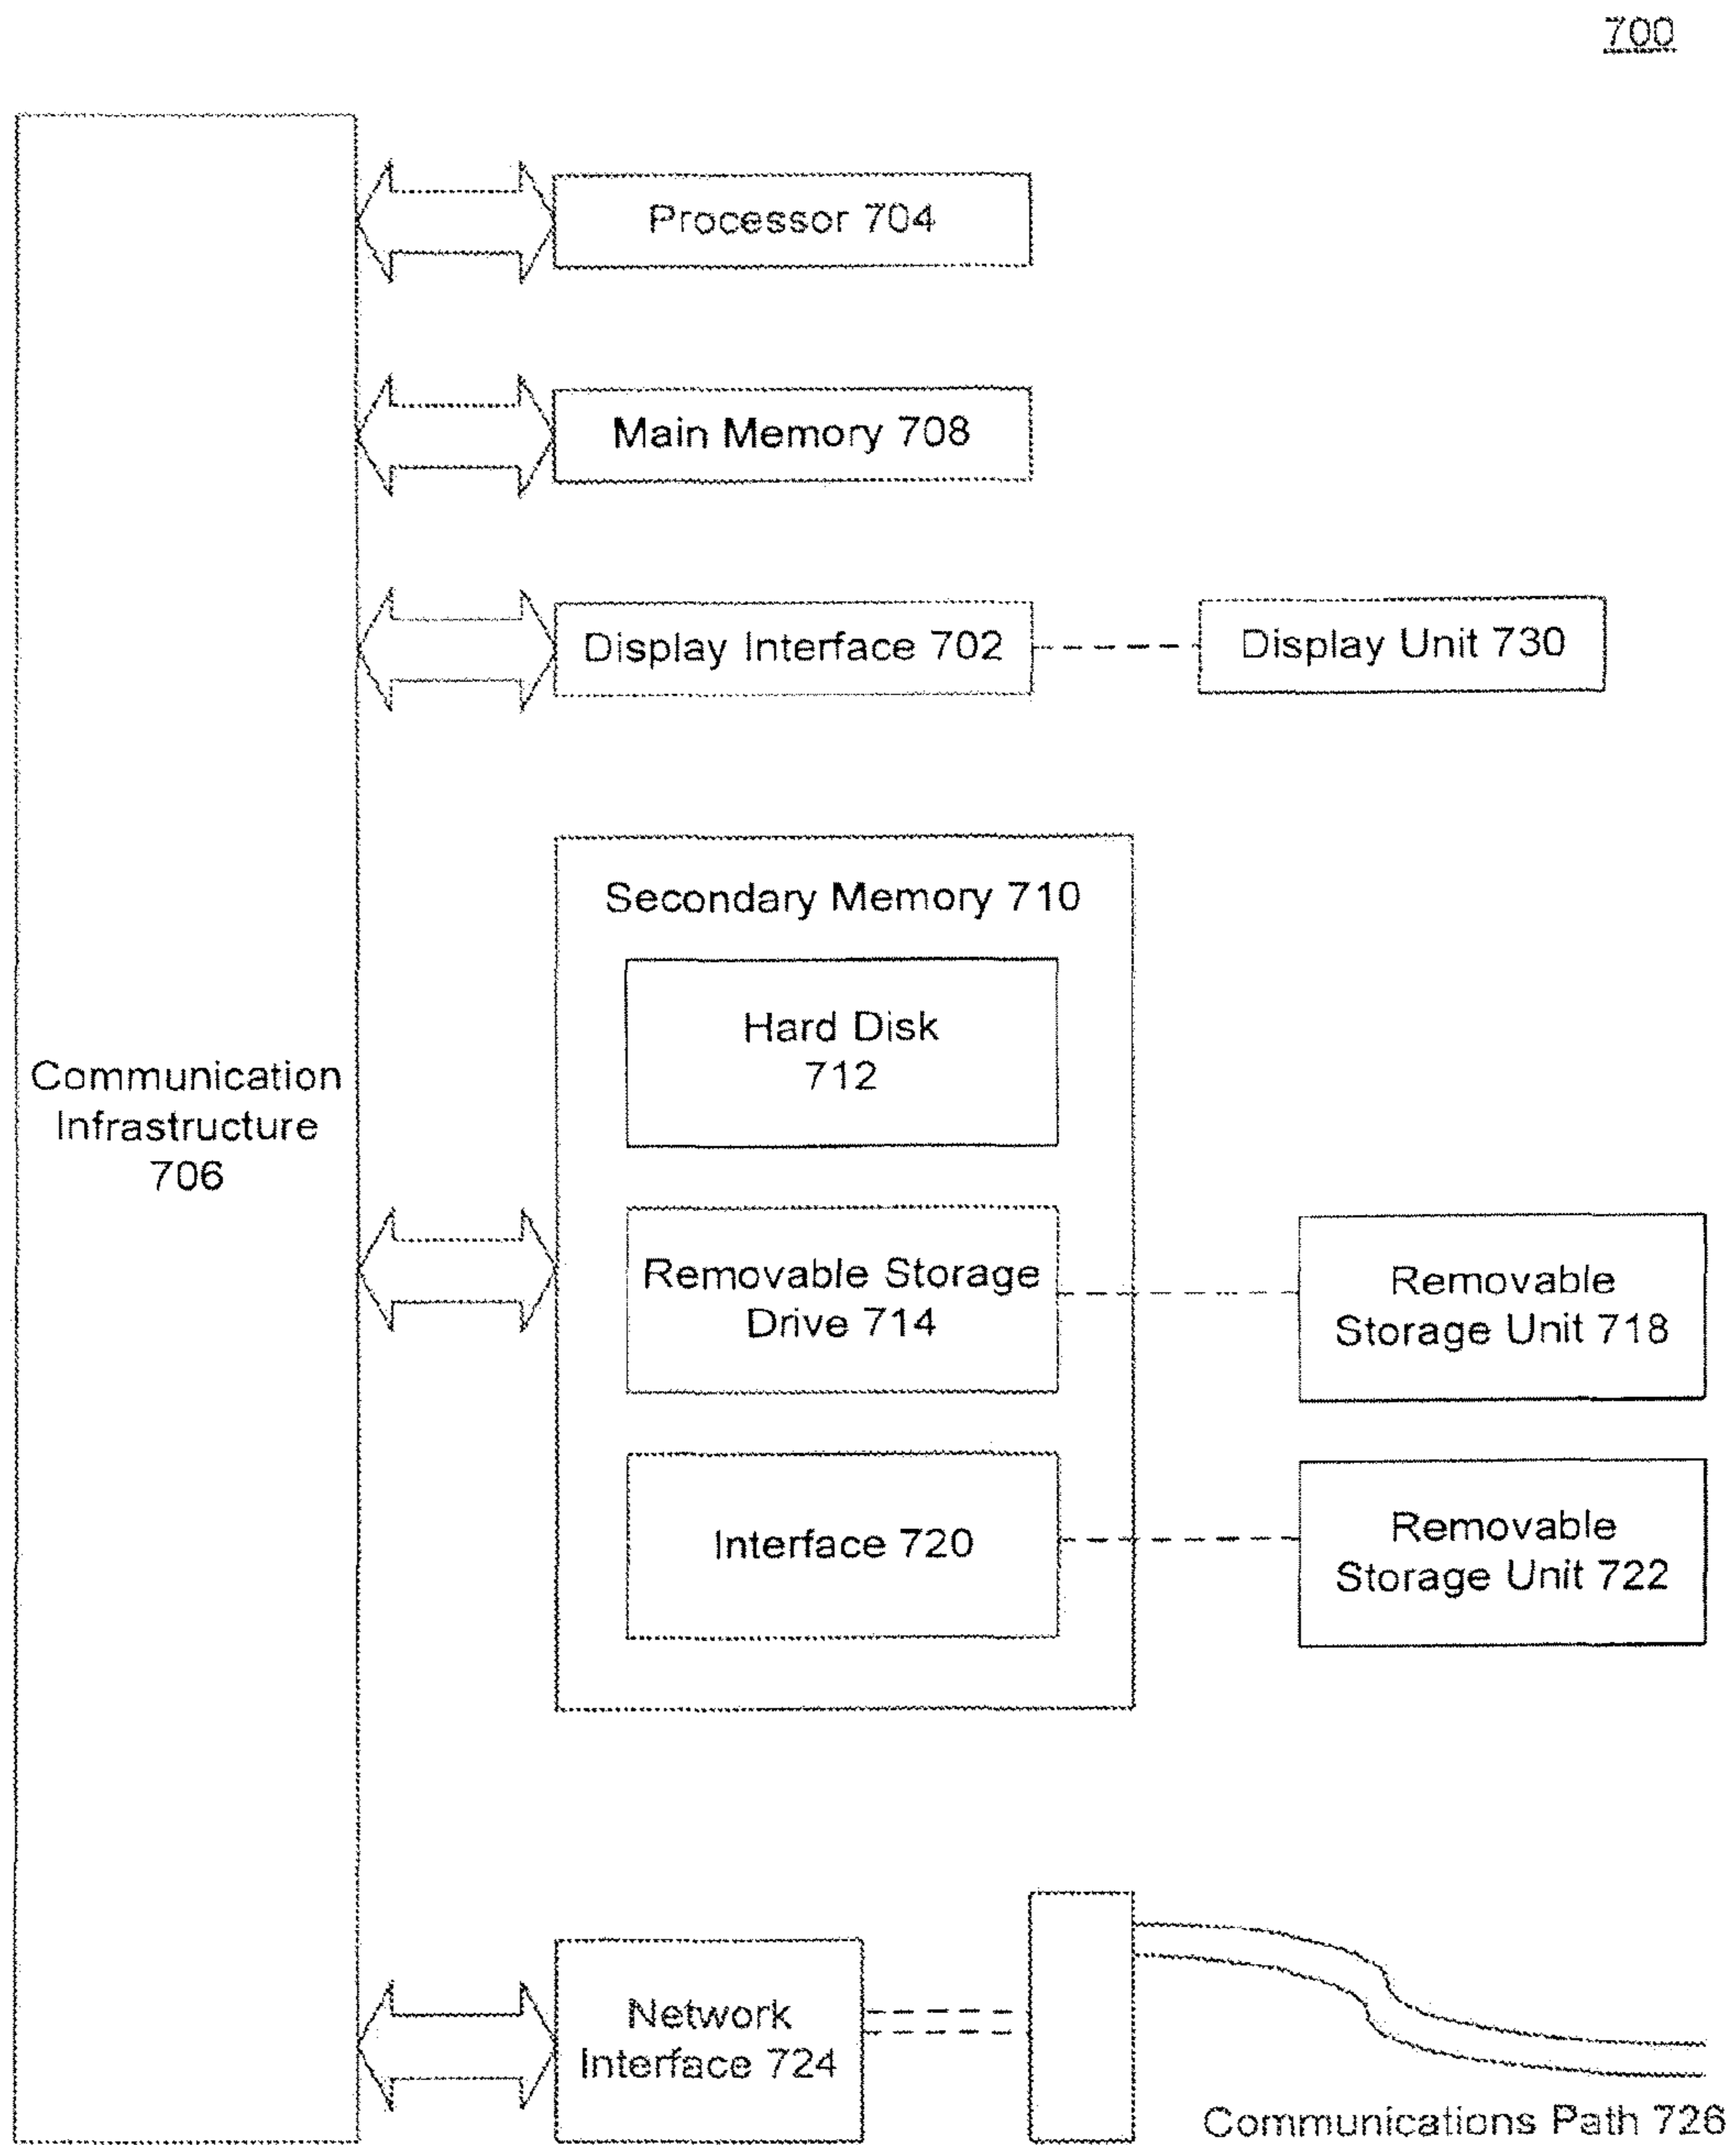 700
Processor 704
Main Memory 708
Display Interface 702
Display Unit 730
Secondary Memory 710
Hard Disk
712
Communication
Infrastructure
706
Removable Storage
Drive 714
Removable
Storage Unit 718
Interface 720
Removable
Storage Unit 722
Network
Interface 724
Communications Path 726